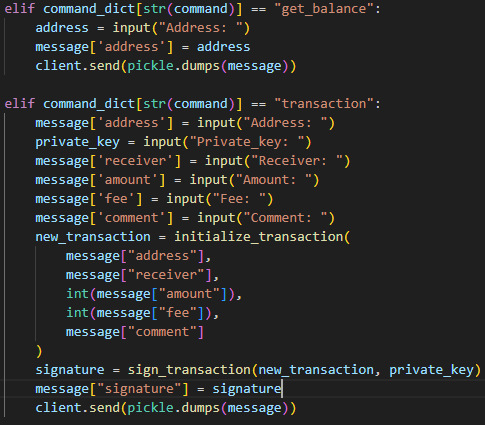 elif command_dict[str(command)] == "get_balance":
    address = input("Address: ")
    message['address'] = address
    client.send(pickle.dumps(message))

elif command_dict[str(command)] == "transaction":
    message['address'] = input("Address: ")
    private_key = input("Private_key: ")
    message['receiver'] = input("Receiver: ")
    message['amount'] = input("Amount: ")
    message['fee'] = input("Fee: ")
    message['comment'] = input("Comment: ")
    new_transaction = initialize_transaction(
        message["address"],
        message["receiver"],
        int(message["amount"]),
        int(message["fee"]),
        message["comment"]
    )
    signature = sign_transaction(new_transaction, private_key)
    message["signature"] = signature
    client.send(pickle.dumps(message))